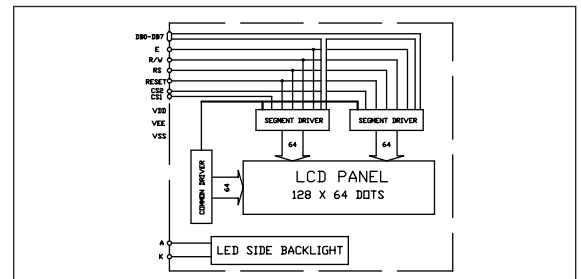 DB0-DB7
E
R/W
RS
RESET
CS2
CS1
VDD
VEE
VSS
SEGMENT DRIVER
SEGMENT DRIVER
64
64
COMMON DRIVER
64
LCD PANEL
128 X 64 DOTS
A
K
LED SIDE BACKLIGHT